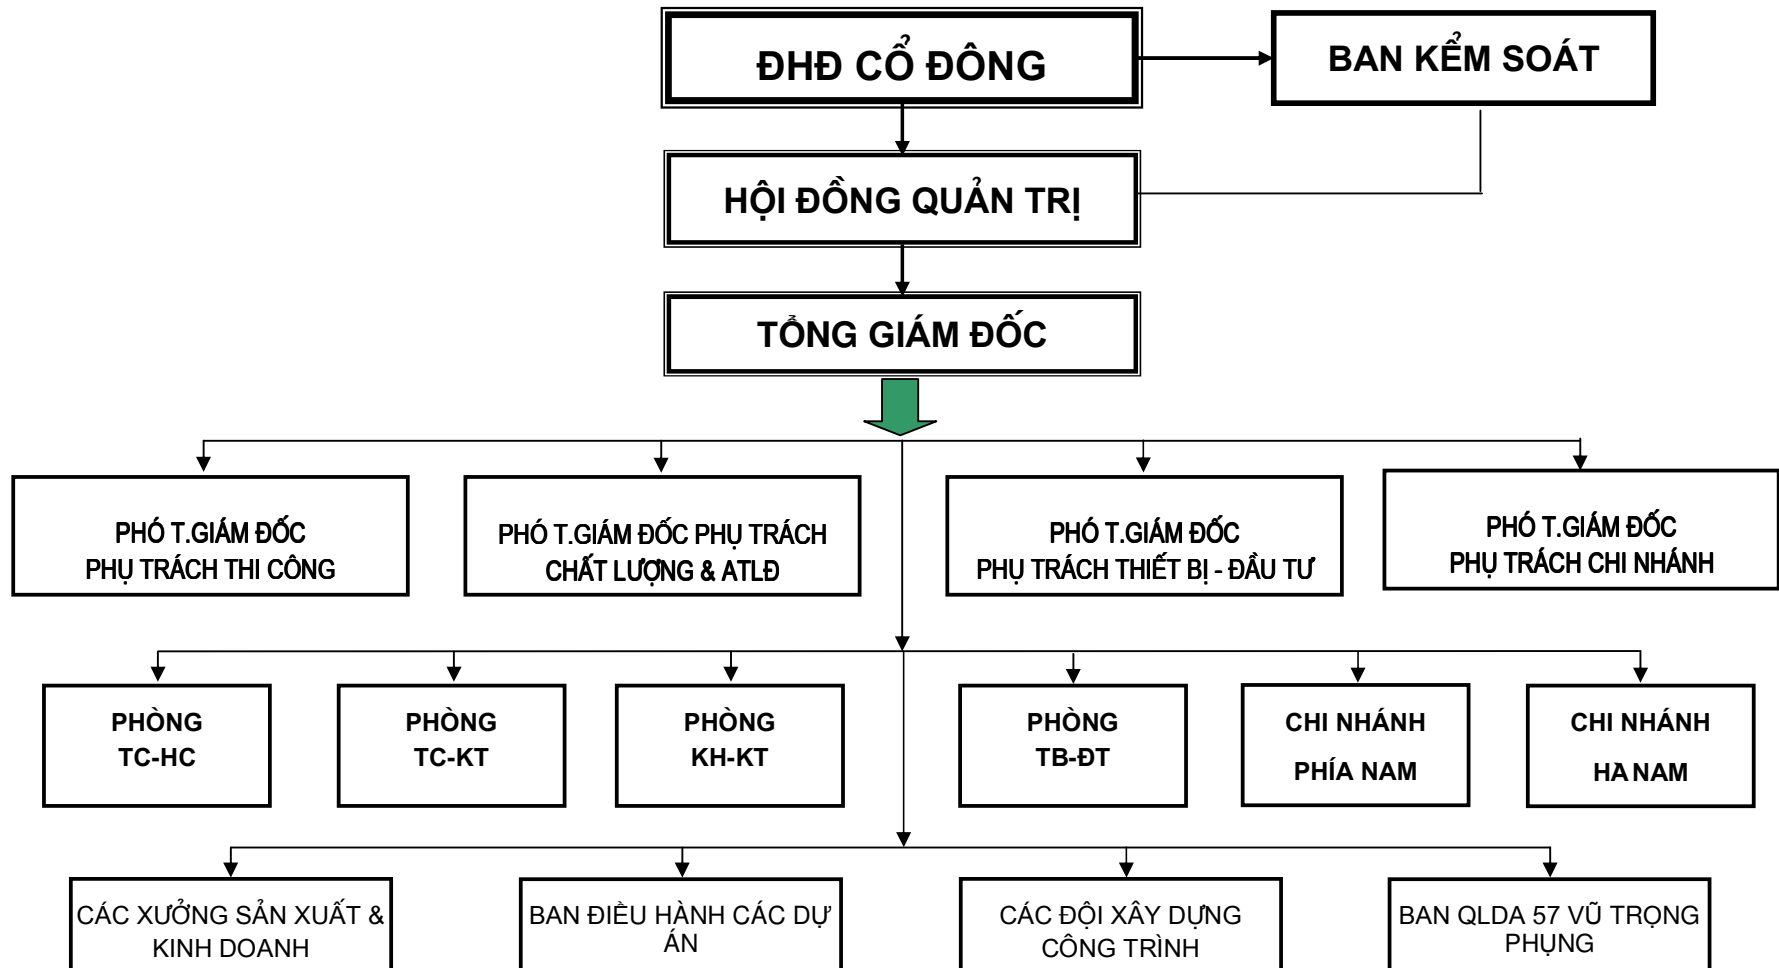 ĐHĐ CỔ ĐÔNG
BAN KỂM SOÁT
HỘI ĐỒNG QUẢN TRỊ
TỔNG GIÁM ĐỐC
PHÓ T.GIÁM ĐỐC
PHỤ TRÁCH THI CÔNG
PHÓ T.GIÁM ĐỐC PHỤ TRÁCH
CHẤT LƯỢNG & ATLĐ
PHÓ T.GIÁM ĐỐC
PHỤ TRÁCH THIẾT BỊ - ĐẦU TƯ
PHÓ T.GIÁM ĐỐC
PHỤ TRÁCH CHI NHÁNH
PHÒNG
TC-HC
PHÒNG
TC-KT
PHÒNG
KH-KT
PHÒNG
TB-ĐT
CHI NHÁNH
PHÍA NAM
CHI NHÁNH
HÀ NAM
CÁC XƯỞNG SẢN XUẤT &
KINH DOANH
BAN ĐIỀU HÀNH CÁC DỰ
ÁN
CÁC ĐỘI XÂY DỰNG
CÔNG TRÌNH
BAN QLDA 57 VŨ TRỌNG
PHỤNG